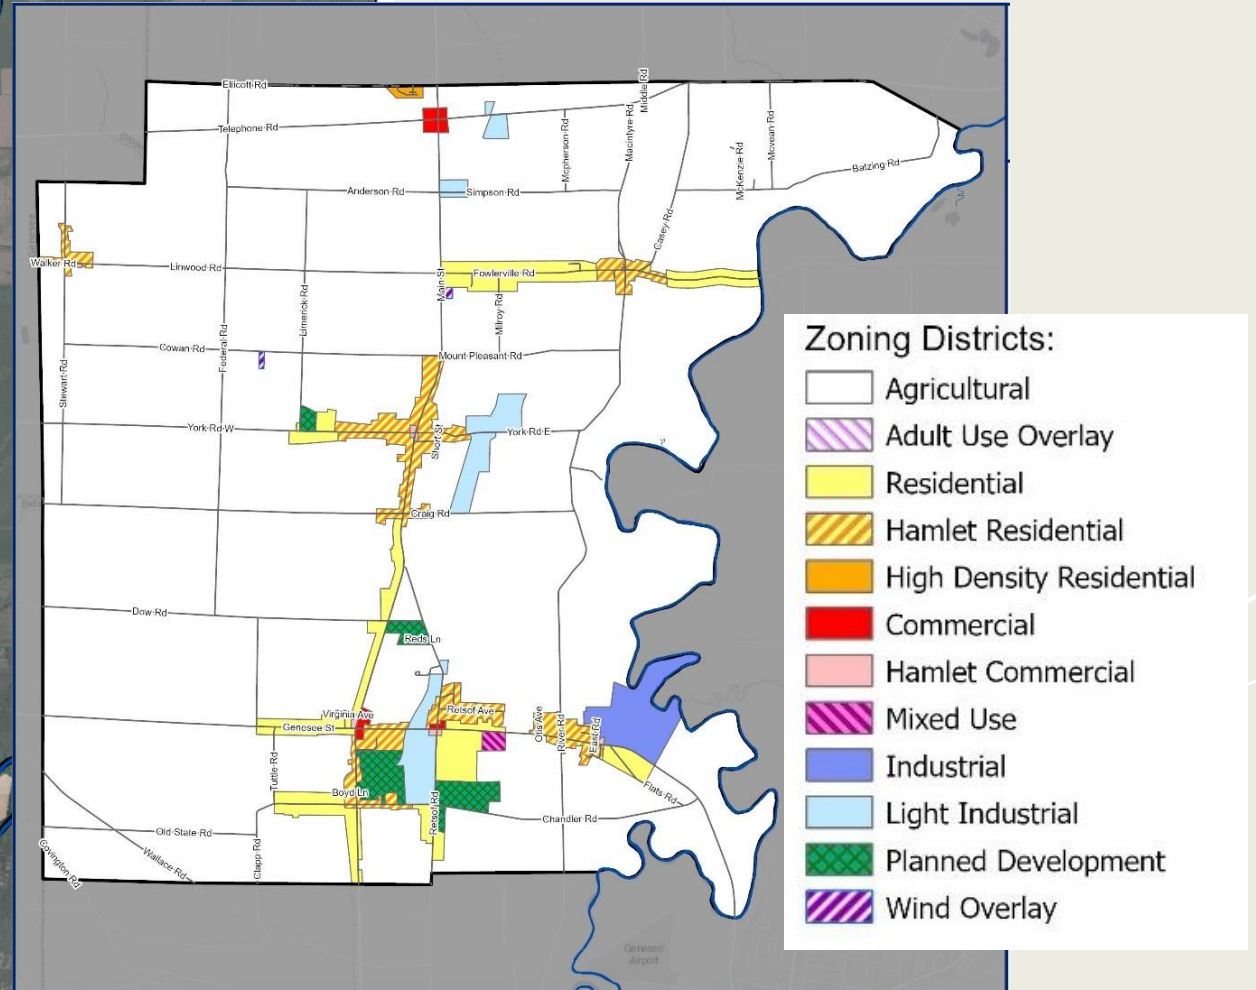 Ellicott Rd
Telephone Rd
Middle Rd
Macintyre Rd
Mcpherson Rd
McKenzie Rd
Mcvean Rd
Batzing Rd
Anderson Rd
Simpson Rd
Casey Rd
Walker Rd
Linwood Rd
Main St
Fowlerville Rd
Limerick Rd
Milroy Rd
Federal Rd
Cowan Rd
Mount Pleasant Rd
Stewart Rd
York Rd W
Short St
York Rd E
Craig Rd
Dow Rd
Reds Ln
Virginia Ave
Genesee St
Retsof Ave
Otis Ave
River Rd
East Rd
Tuttle Rd
Boyd Ln
Retsof Rd
Flats Rd
Chandler Rd
Old State Rd
Wallace Rd
Clapp Rd
Covington Rd
Geneseo
Airport
Zoning Districts:
Agricultural
Adult Use Overlay
Residential
Hamlet Residential
High Density Residential
Commercial
Hamlet Commercial
Mixed Use
Industrial
Light Industrial
Planned Development
Wind Overlay